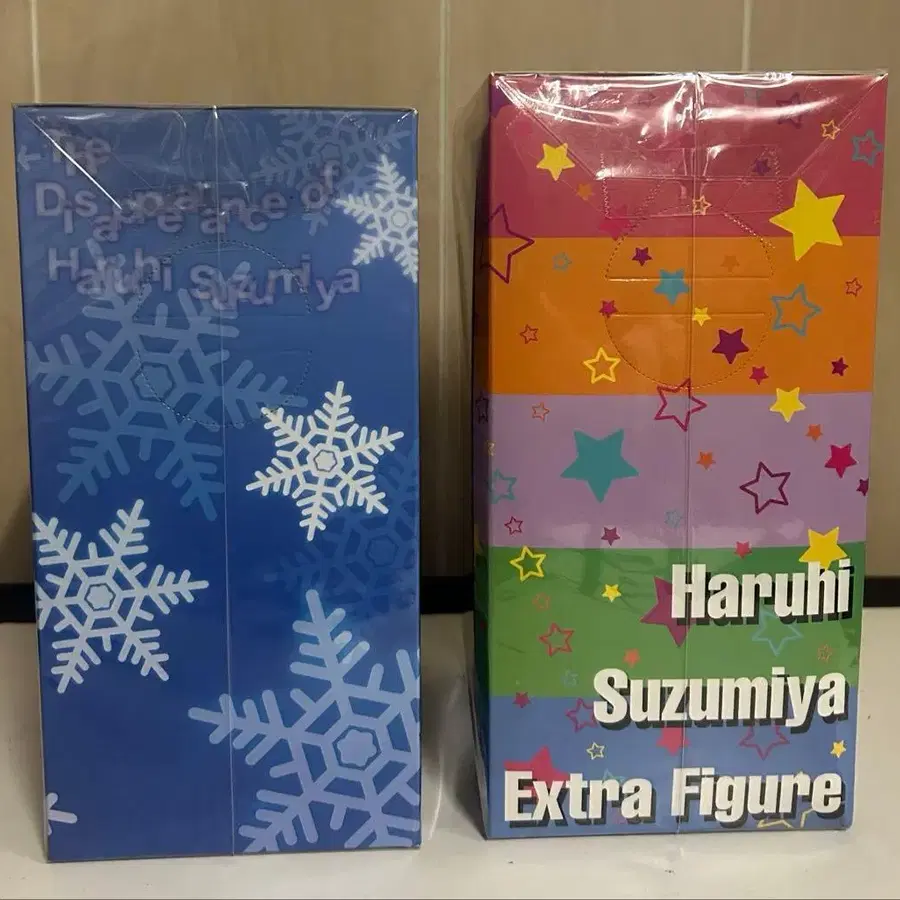 The
Disappearance of
Haruhi Suzumiya
Haruhi
Suzumiya
Extra Figure